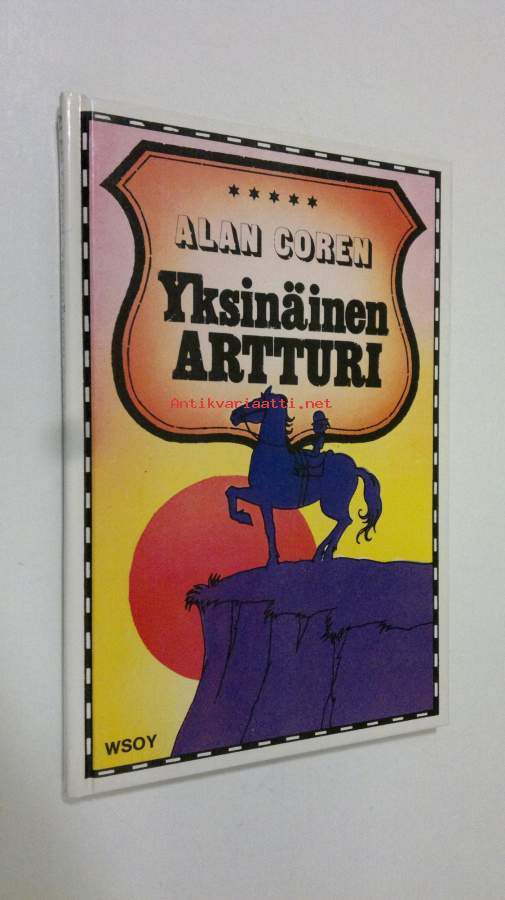 ALAN COREN
Yksinäinen
ARTTURI
Antikvariaatti.net
WSOY